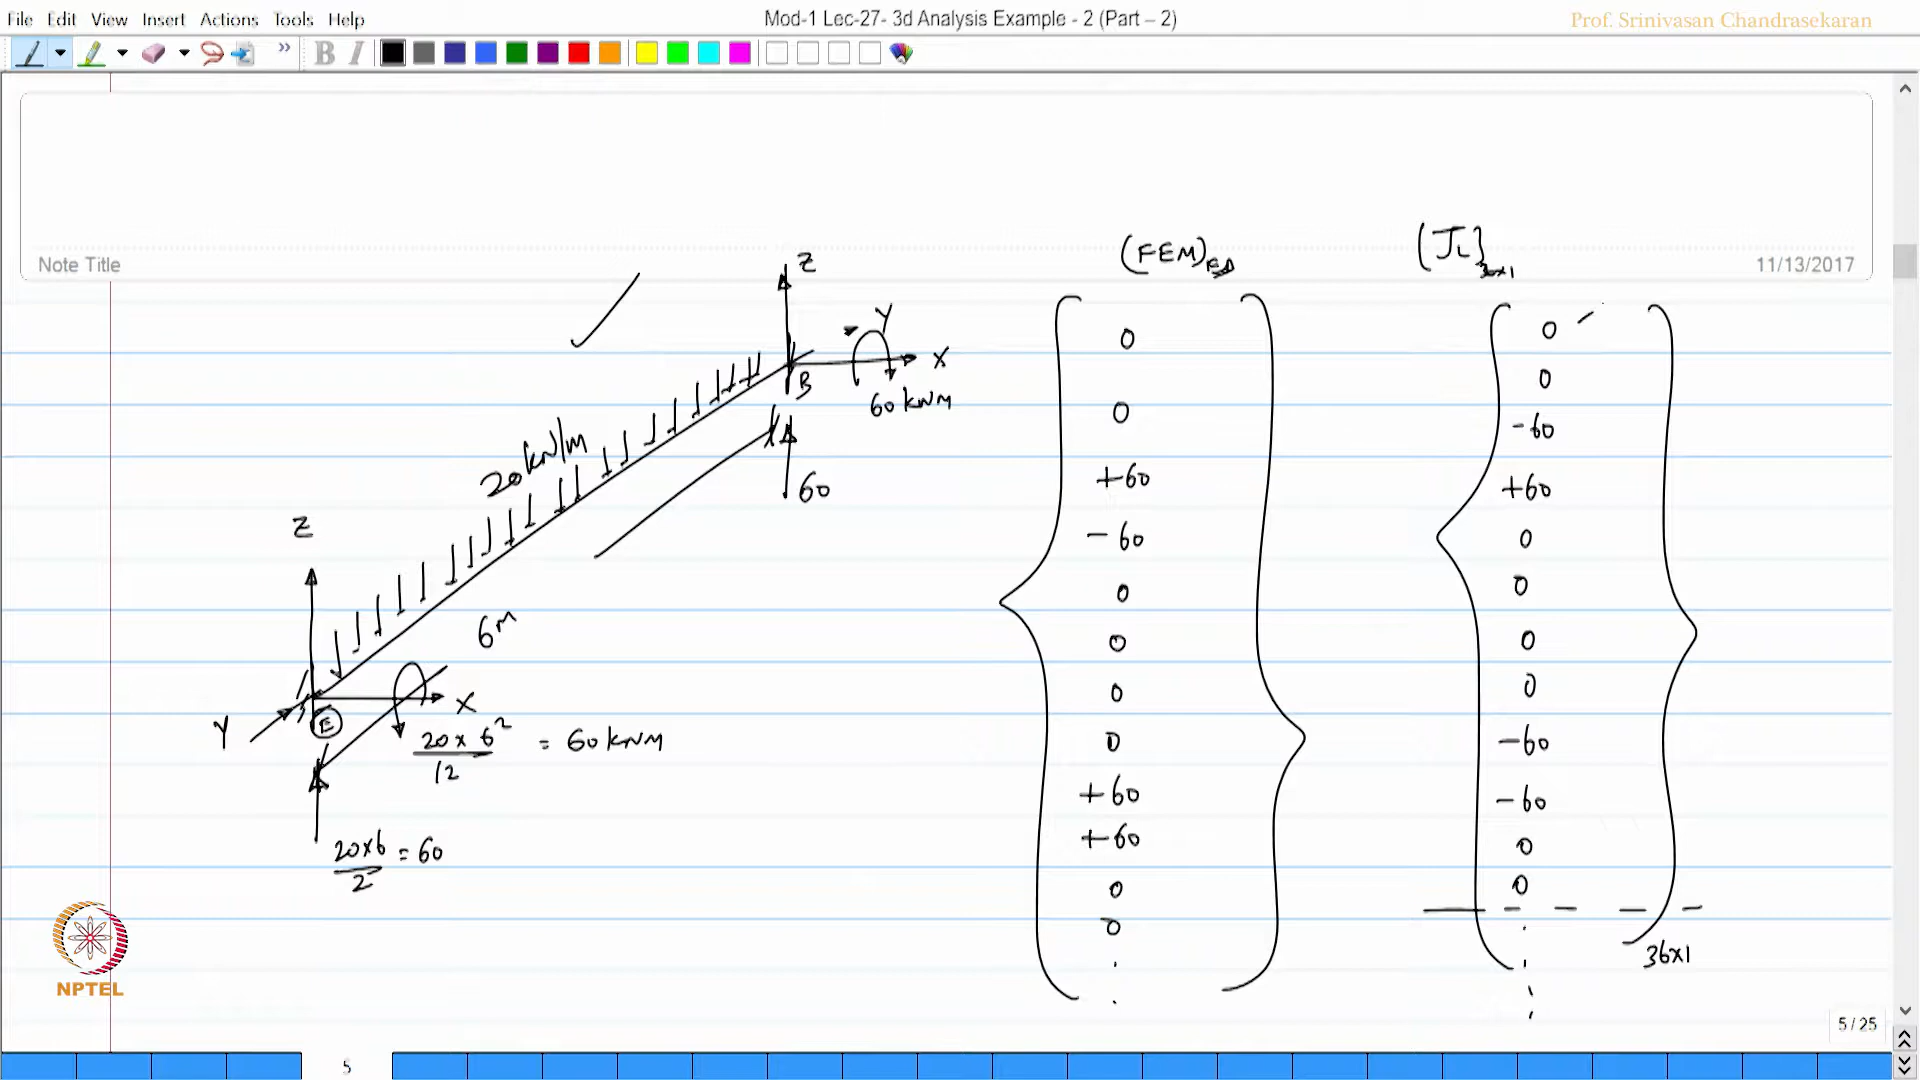 File Edit View Insert Actions Tools Help
Mod-1 Lec-27- 3d Analysis Example - 2 (Part – 2)
Prof. Srinivasan Chandrasekaran
B I
Note Title
11/13/2017
Z
Y
X
B
60 kNm
20 kN/m
60
Z
6m
Y
E
X
20 x 6² / 12 = 60 kNm
20x6 / 2 = 60
(FEM)
0
0
+60
-60
0
0
0
0
+60
+60
0
0
{JL} 36x1
0
0
-60
+60
0
0
0
0
-60
-60
0
0
36x1
NPTEL
5 / 25
5